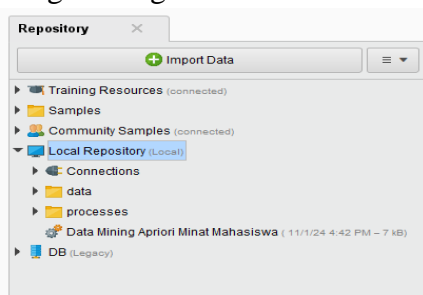 Repository
Import Data
Training Resources (connected)
Samples
Community Samples (connected)
Local Repository (Local)
Connections
data
processes
Data Mining Apriori Minat Mahasiswa ( 11/1/24 4:42 PM – 7 kB)
DB (Legacy)